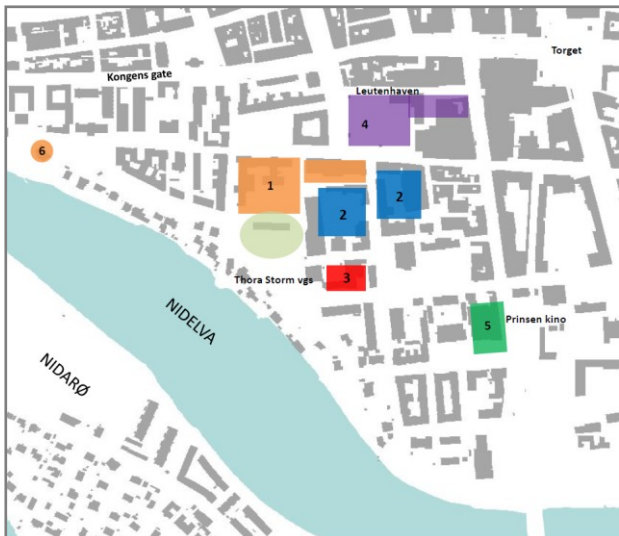 Torget
Kongens gate
Leutenhaven
4
6
1
2
2
Thora Storm vgs
3
NIDELVA
5
Prinsen kino
NIDARØ